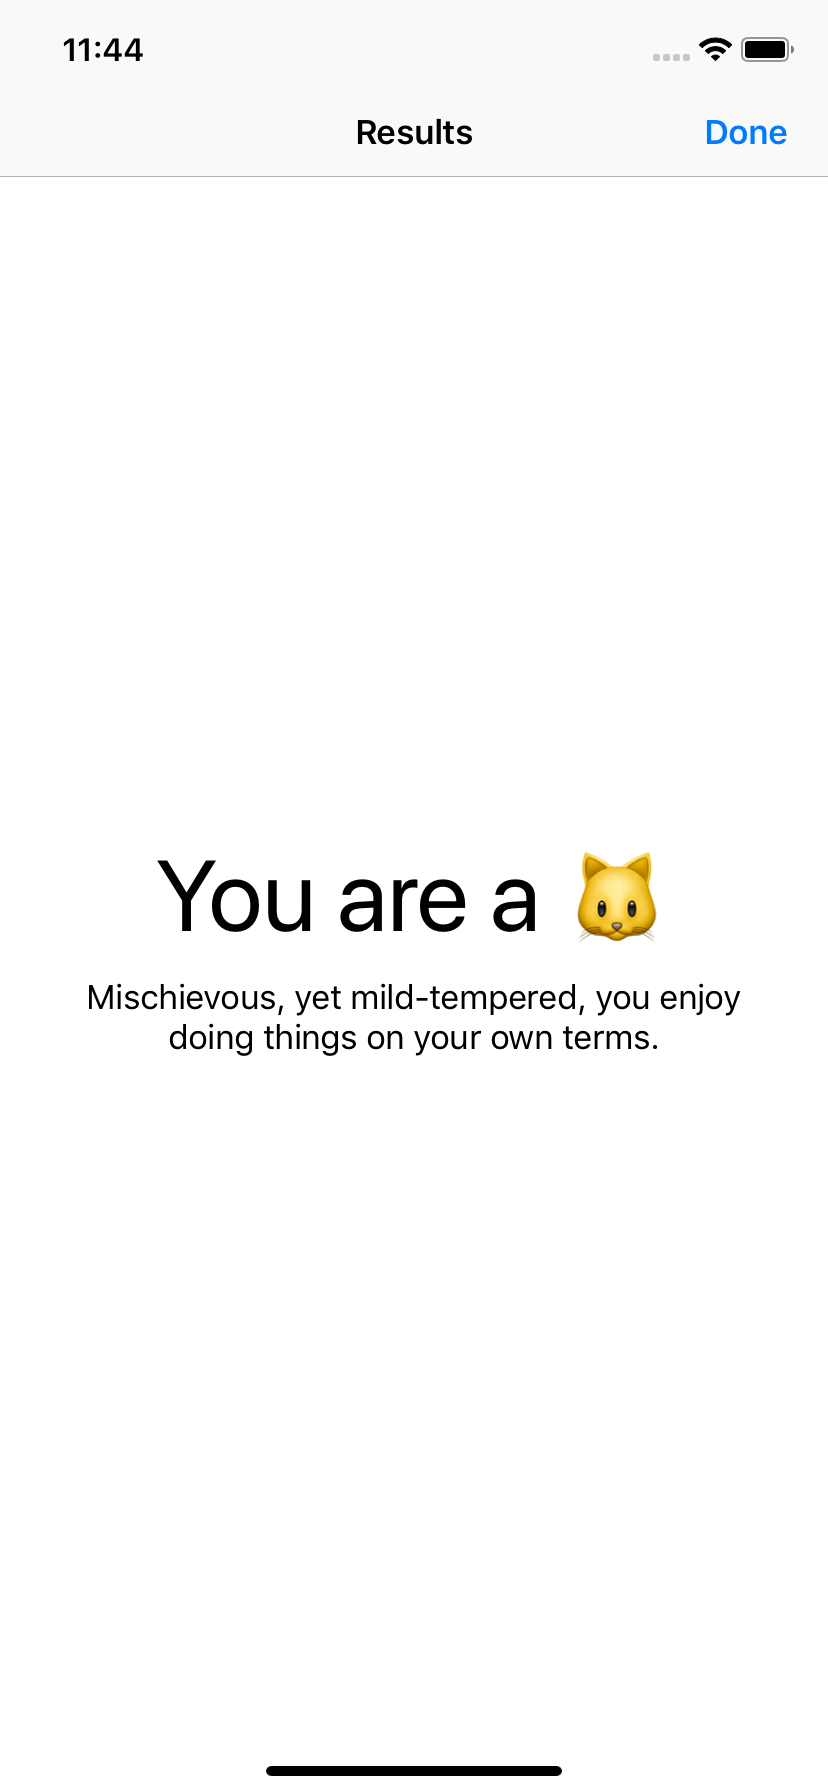 11:44
Results
Done
You are a 🐱
Mischievous, yet mild-tempered, you enjoy
doing things on your own terms.